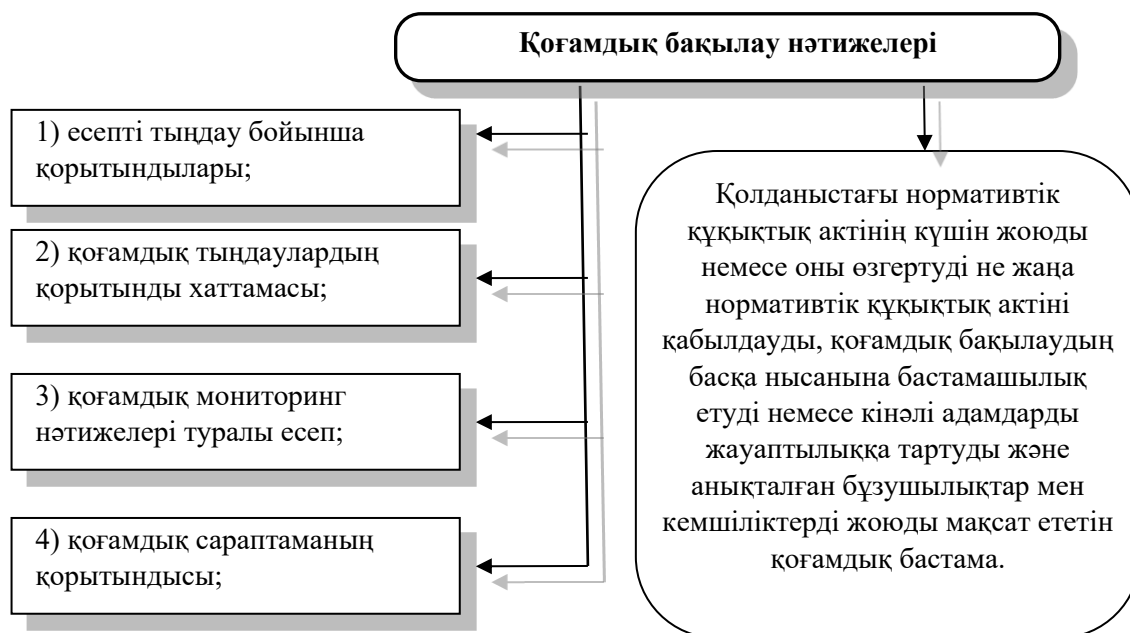 Қоғамдық бақылау нәтижелері
1) есепті тыңдау бойынша
қорытындылары;
2) қоғамдық тыңдаулардың
қорытынды хаттамасы;
3) қоғамдық мониторинг
нәтижелері туралы есеп;
4) қоғамдық сараптаманың
қорытындысы;
Қолданыстағы нормативтік
құқықтық актінің күшін жоюды
немесе оны өзгертуді не жаңа
нормативтік құқықтық актіні
қабылдауды, қоғамдық бақылаудың
басқа нысанына бастамашылық
етуді немесе кінәлі адамдарды
жауаптылыққа тартуды және
анықталған бұзушылықтар мен
кемшіліктерді жоюды мақсат ететін
қоғамдық бастама.